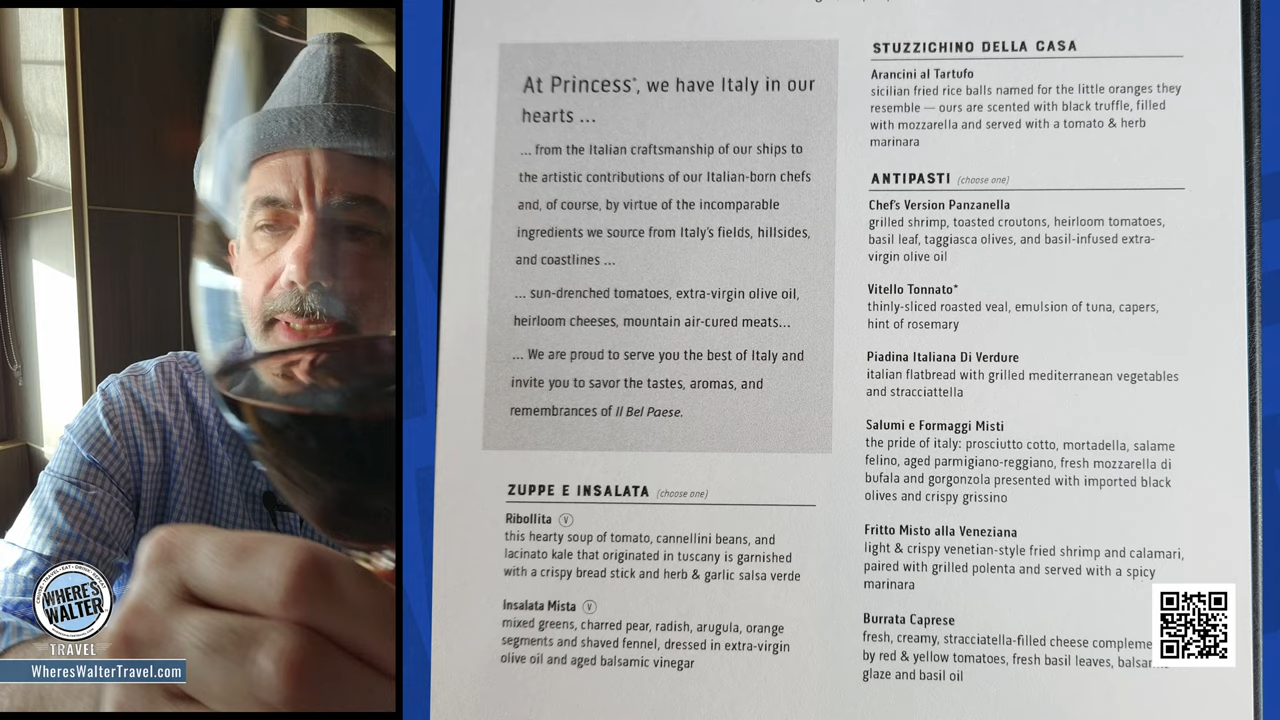 At Princess®, we have Italy in our
hearts ...
... from the Italian craftsmanship of our ships to
the artistic contributions of our Italian-born chefs
and, of course, by virtue of the incomparable
ingredients we source from Italy's fields, hillsides,
and coastlines ...
... sun-drenched tomatoes, extra-virgin olive oil,
heirloom cheeses, mountain air-cured meats...
... We are proud to serve you the best of Italy and
invite you to savor the tastes, aromas, and
remembrances of Il Bel Paese.
ZUPPE E INSALATA (choose one)
Ribollita V
this hearty soup of tomato, cannellini beans, and
lacinato kale that originated in tuscany is garnished
with a crispy bread stick and herb & garlic salsa verde
Insalata Mista V
mixed greens, charred pear, radish, arugula, orange
segments and shaved fennel, dressed in extra-virgin
olive oil and aged balsamic vinegar
STUZZICHINO DELLA CASA
Arancini al Tartufo
sicilian fried rice balls named for the little oranges they
resemble — ours are scented with black truffle, filled
with mozzarella and served with a tomato & herb
marinara
ANTIPASTI (choose one)
Chef's Version Panzanella
grilled shrimp, toasted croutons, heirloom tomatoes,
basil leaf, taggiasca olives, and basil-infused extra-
virgin olive oil
Vitello Tonnato*
thinly-sliced roasted veal, emulsion of tuna, capers,
hint of rosemary
Piadina Italiana Di Verdure
italian flatbread with grilled mediterranean vegetables
and stracciattella
Salumi e Formaggi Misti
the pride of italy: prosciutto cotto, mortadella, salame
felino, aged parmigiano-reggiano, fresh mozzarella di
bufala and gorgonzola presented with imported black
olives and crispy grissino
Fritto Misto alla Veneziana
light & crispy venetian-style fried shrimp and calamari,
paired with grilled polenta and served with a spicy
marinara
Burrata Caprese
fresh, creamy, stracciatella-filled cheese compleme
by red & yellow tomatoes, fresh basil leaves, balsam
glaze and basil oil
WHERE'S
WALTER
TRAVEL
WheresWalterTravel.com